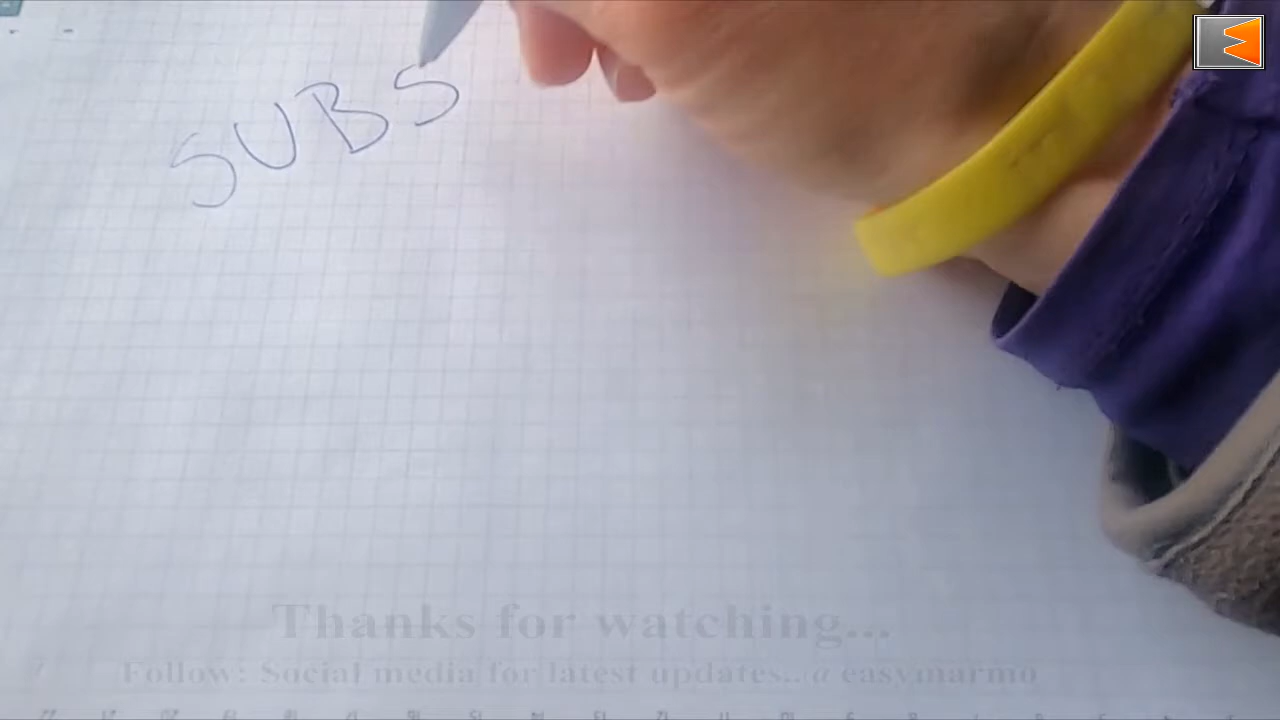 SUBS
Thanks for watching...
Follow: Social media for latest updates.. @ easymarmo